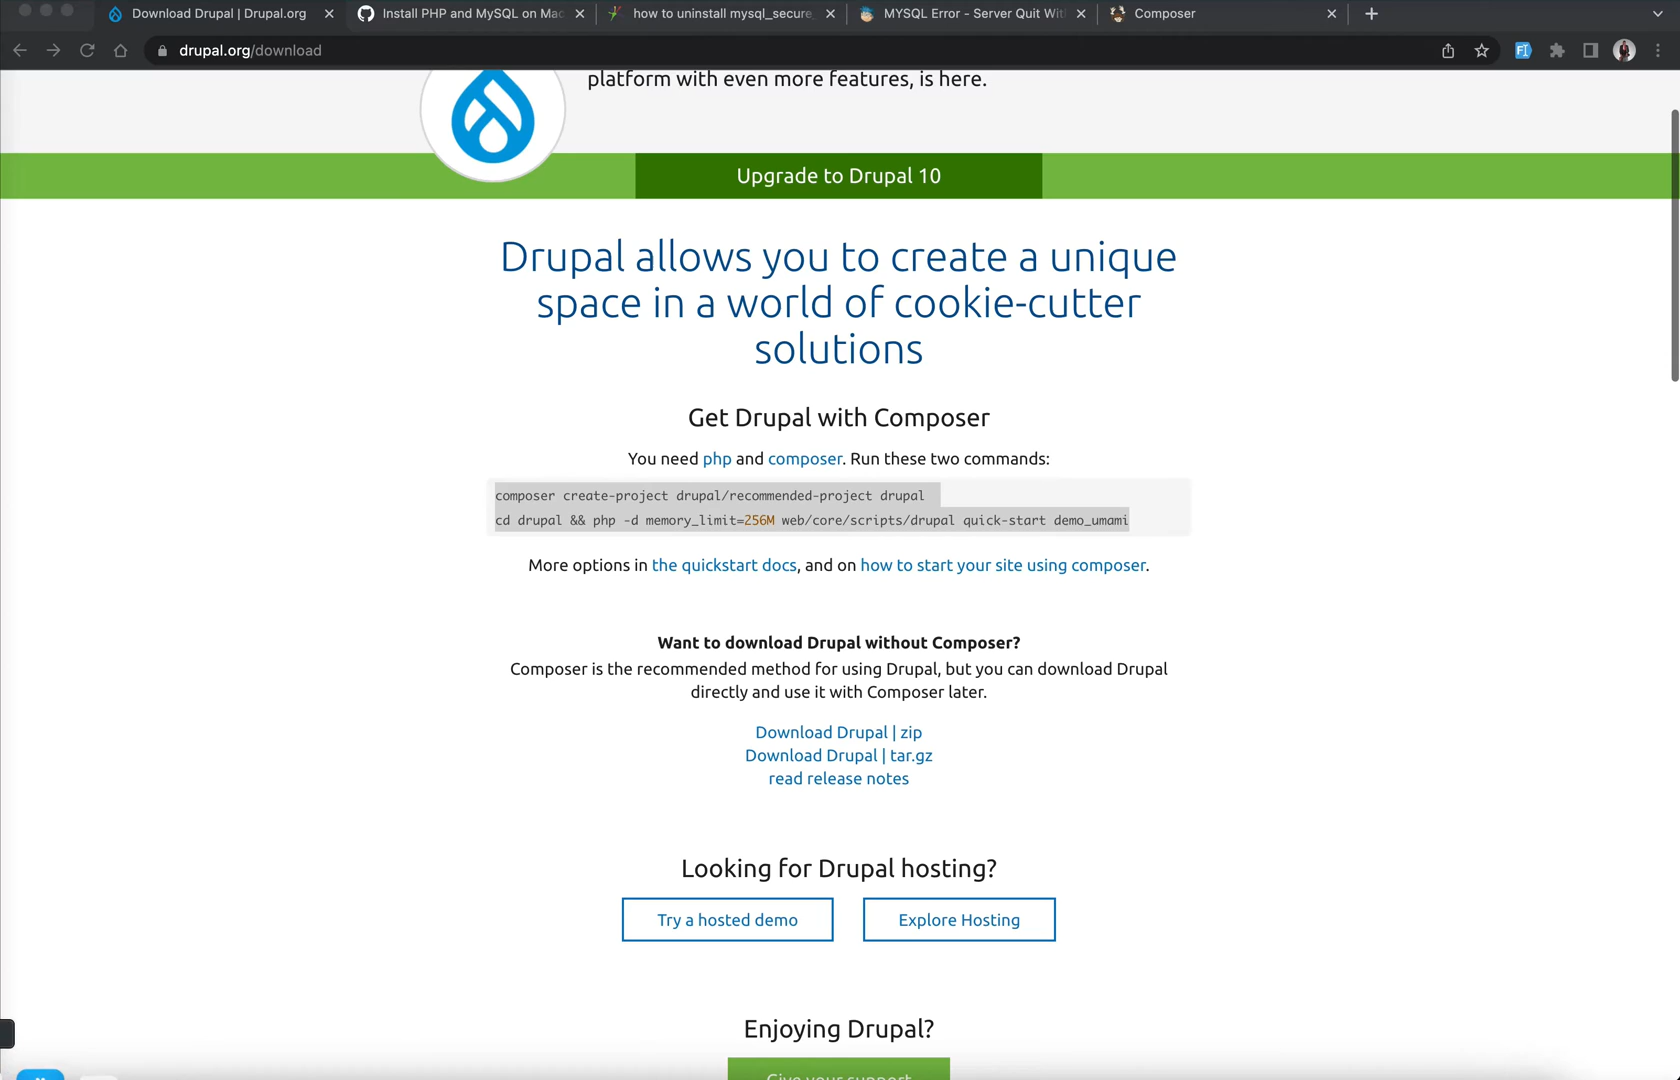 Download Drupal | Drupal.org
Install PHP and MySQL on Mac
how to uninstall mysql_secure_
MYSQL Error - Server Quit With
Composer
drupal.org/download
platform with even more features, is here.
Upgrade to Drupal 10
Drupal allows you to create a unique
space in a world of cookie-cutter
solutions
Get Drupal with Composer
You need php and composer. Run these two commands:
composer create-project drupal/recommended-project drupal
cd drupal && php -d memory_limit=256M web/core/scripts/drupal quick-start demo_umami
More options in the quickstart docs, and on how to start your site using composer.
Want to download Drupal without Composer?
Composer is the recommended method for using Drupal, but you can download Drupal
directly and use it with Composer later.
Download Drupal | zip
Download Drupal | tar.gz
read release notes
Looking for Drupal hosting?
Try a hosted demo
Explore Hosting
Enjoying Drupal?
Give your support